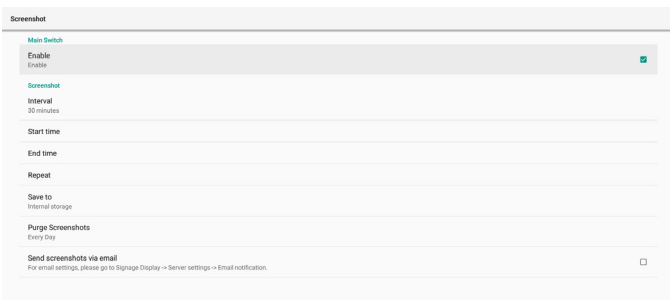 Screenshot
Main Switch
Enable
Enable
Screenshot
Interval
30 minutes
Start time
End time
Repeat
Save to
Internal storage
Purge Screenshots
Every Day
Send screenshots via email
For email settings, please go to Signage Display -> Server settings -> Email notification.